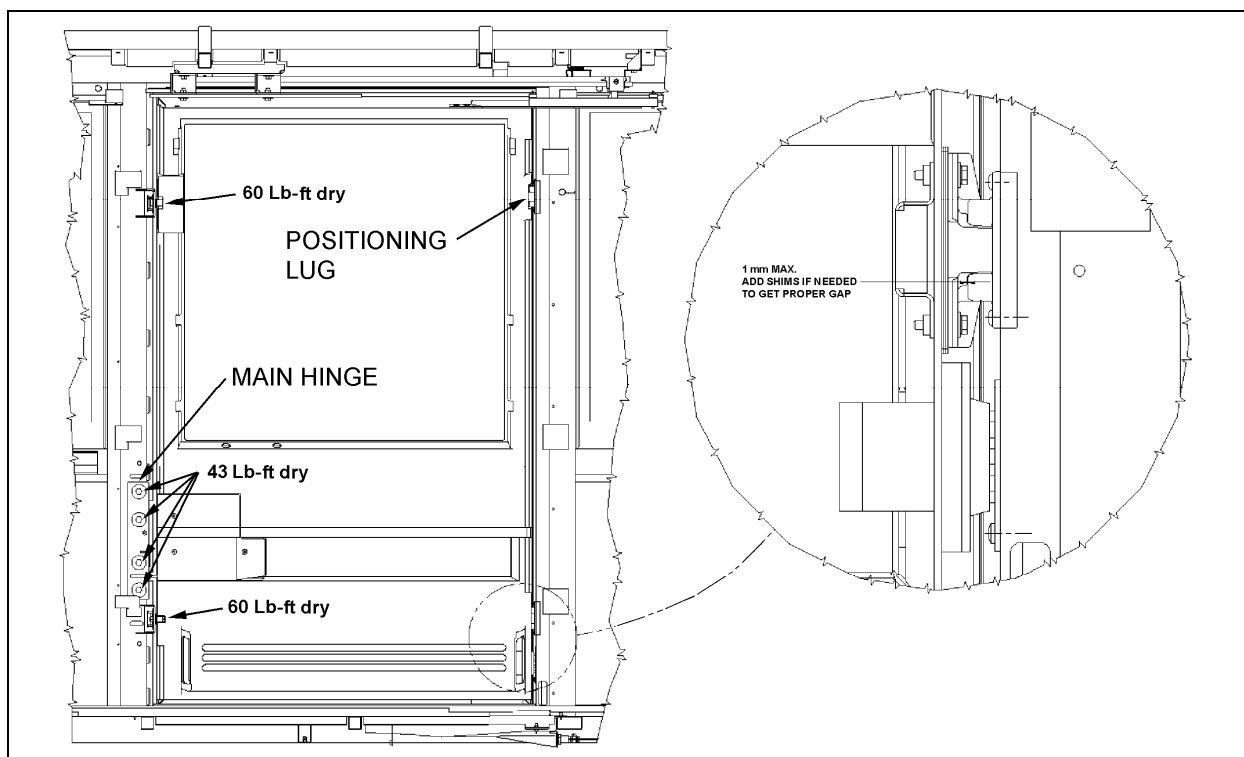 60 Lb-ft dry
POSITIONING
LUG
MAIN HINGE
43 Lb-ft dry
60 Lb-ft dry
1 mm MAX.
ADD SHIMS IF NEEDED
TO GET PROPER GAP